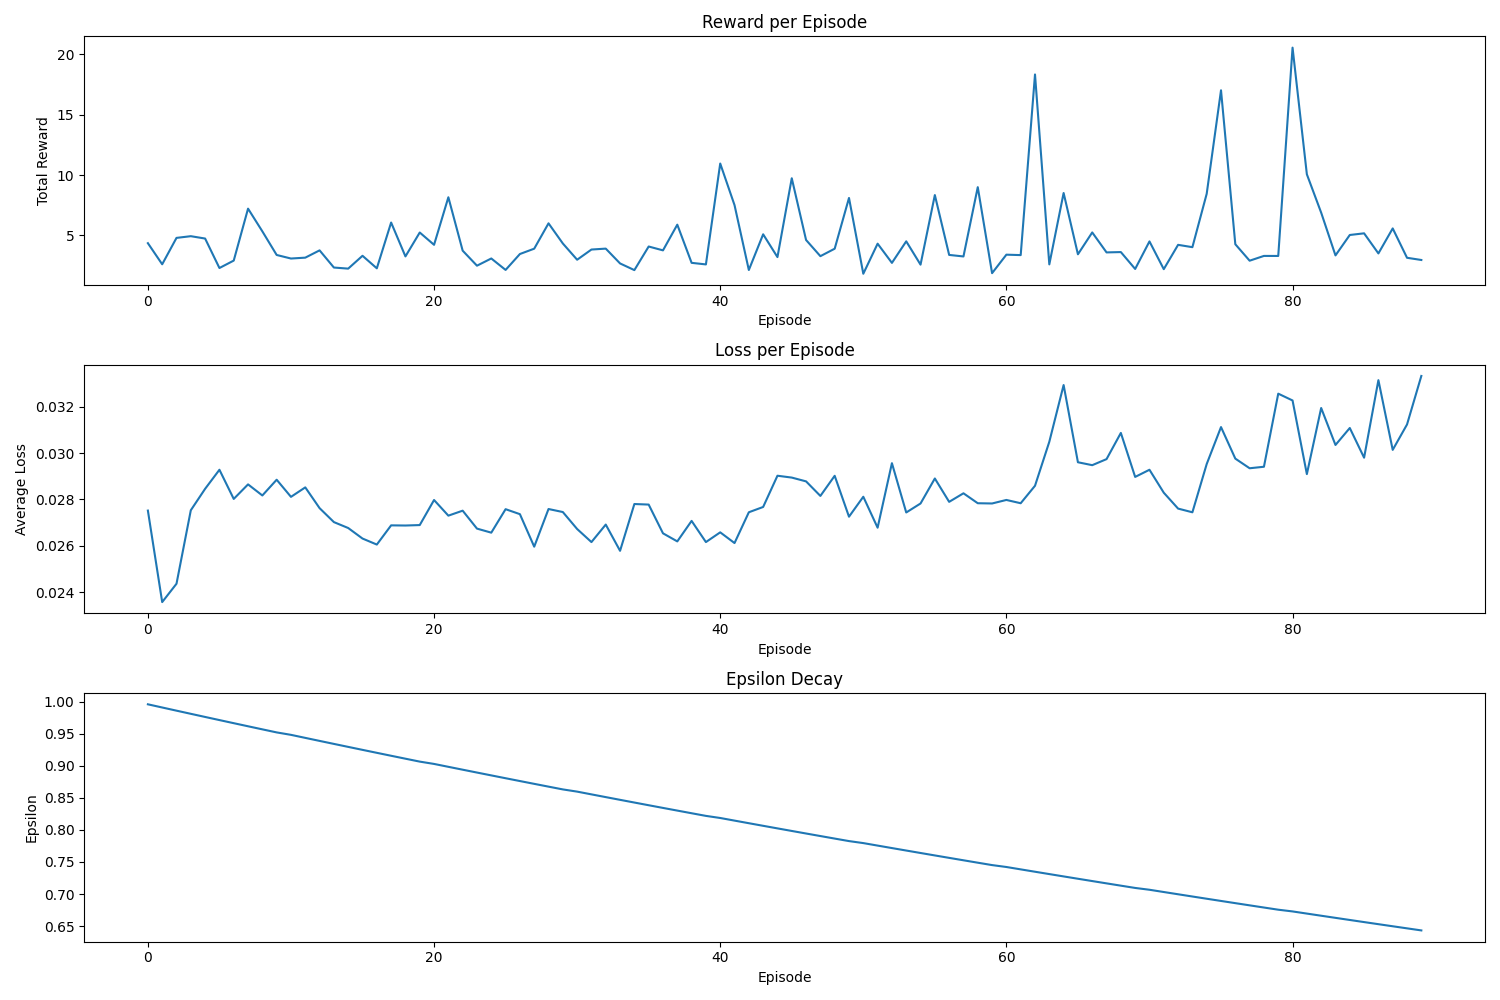 Reward per Episode
20
15
10
5
Total Reward
0 20 40 60 80
Episode
Loss per Episode
0.032
0.030
0.028
0.026
0.024
Average Loss
0 20 40 60 80
Episode
Epsilon Decay
1.00
0.95
0.90
0.85
0.80
0.75
0.70
0.65
Epsilon
0 20 40 60 80
Episode